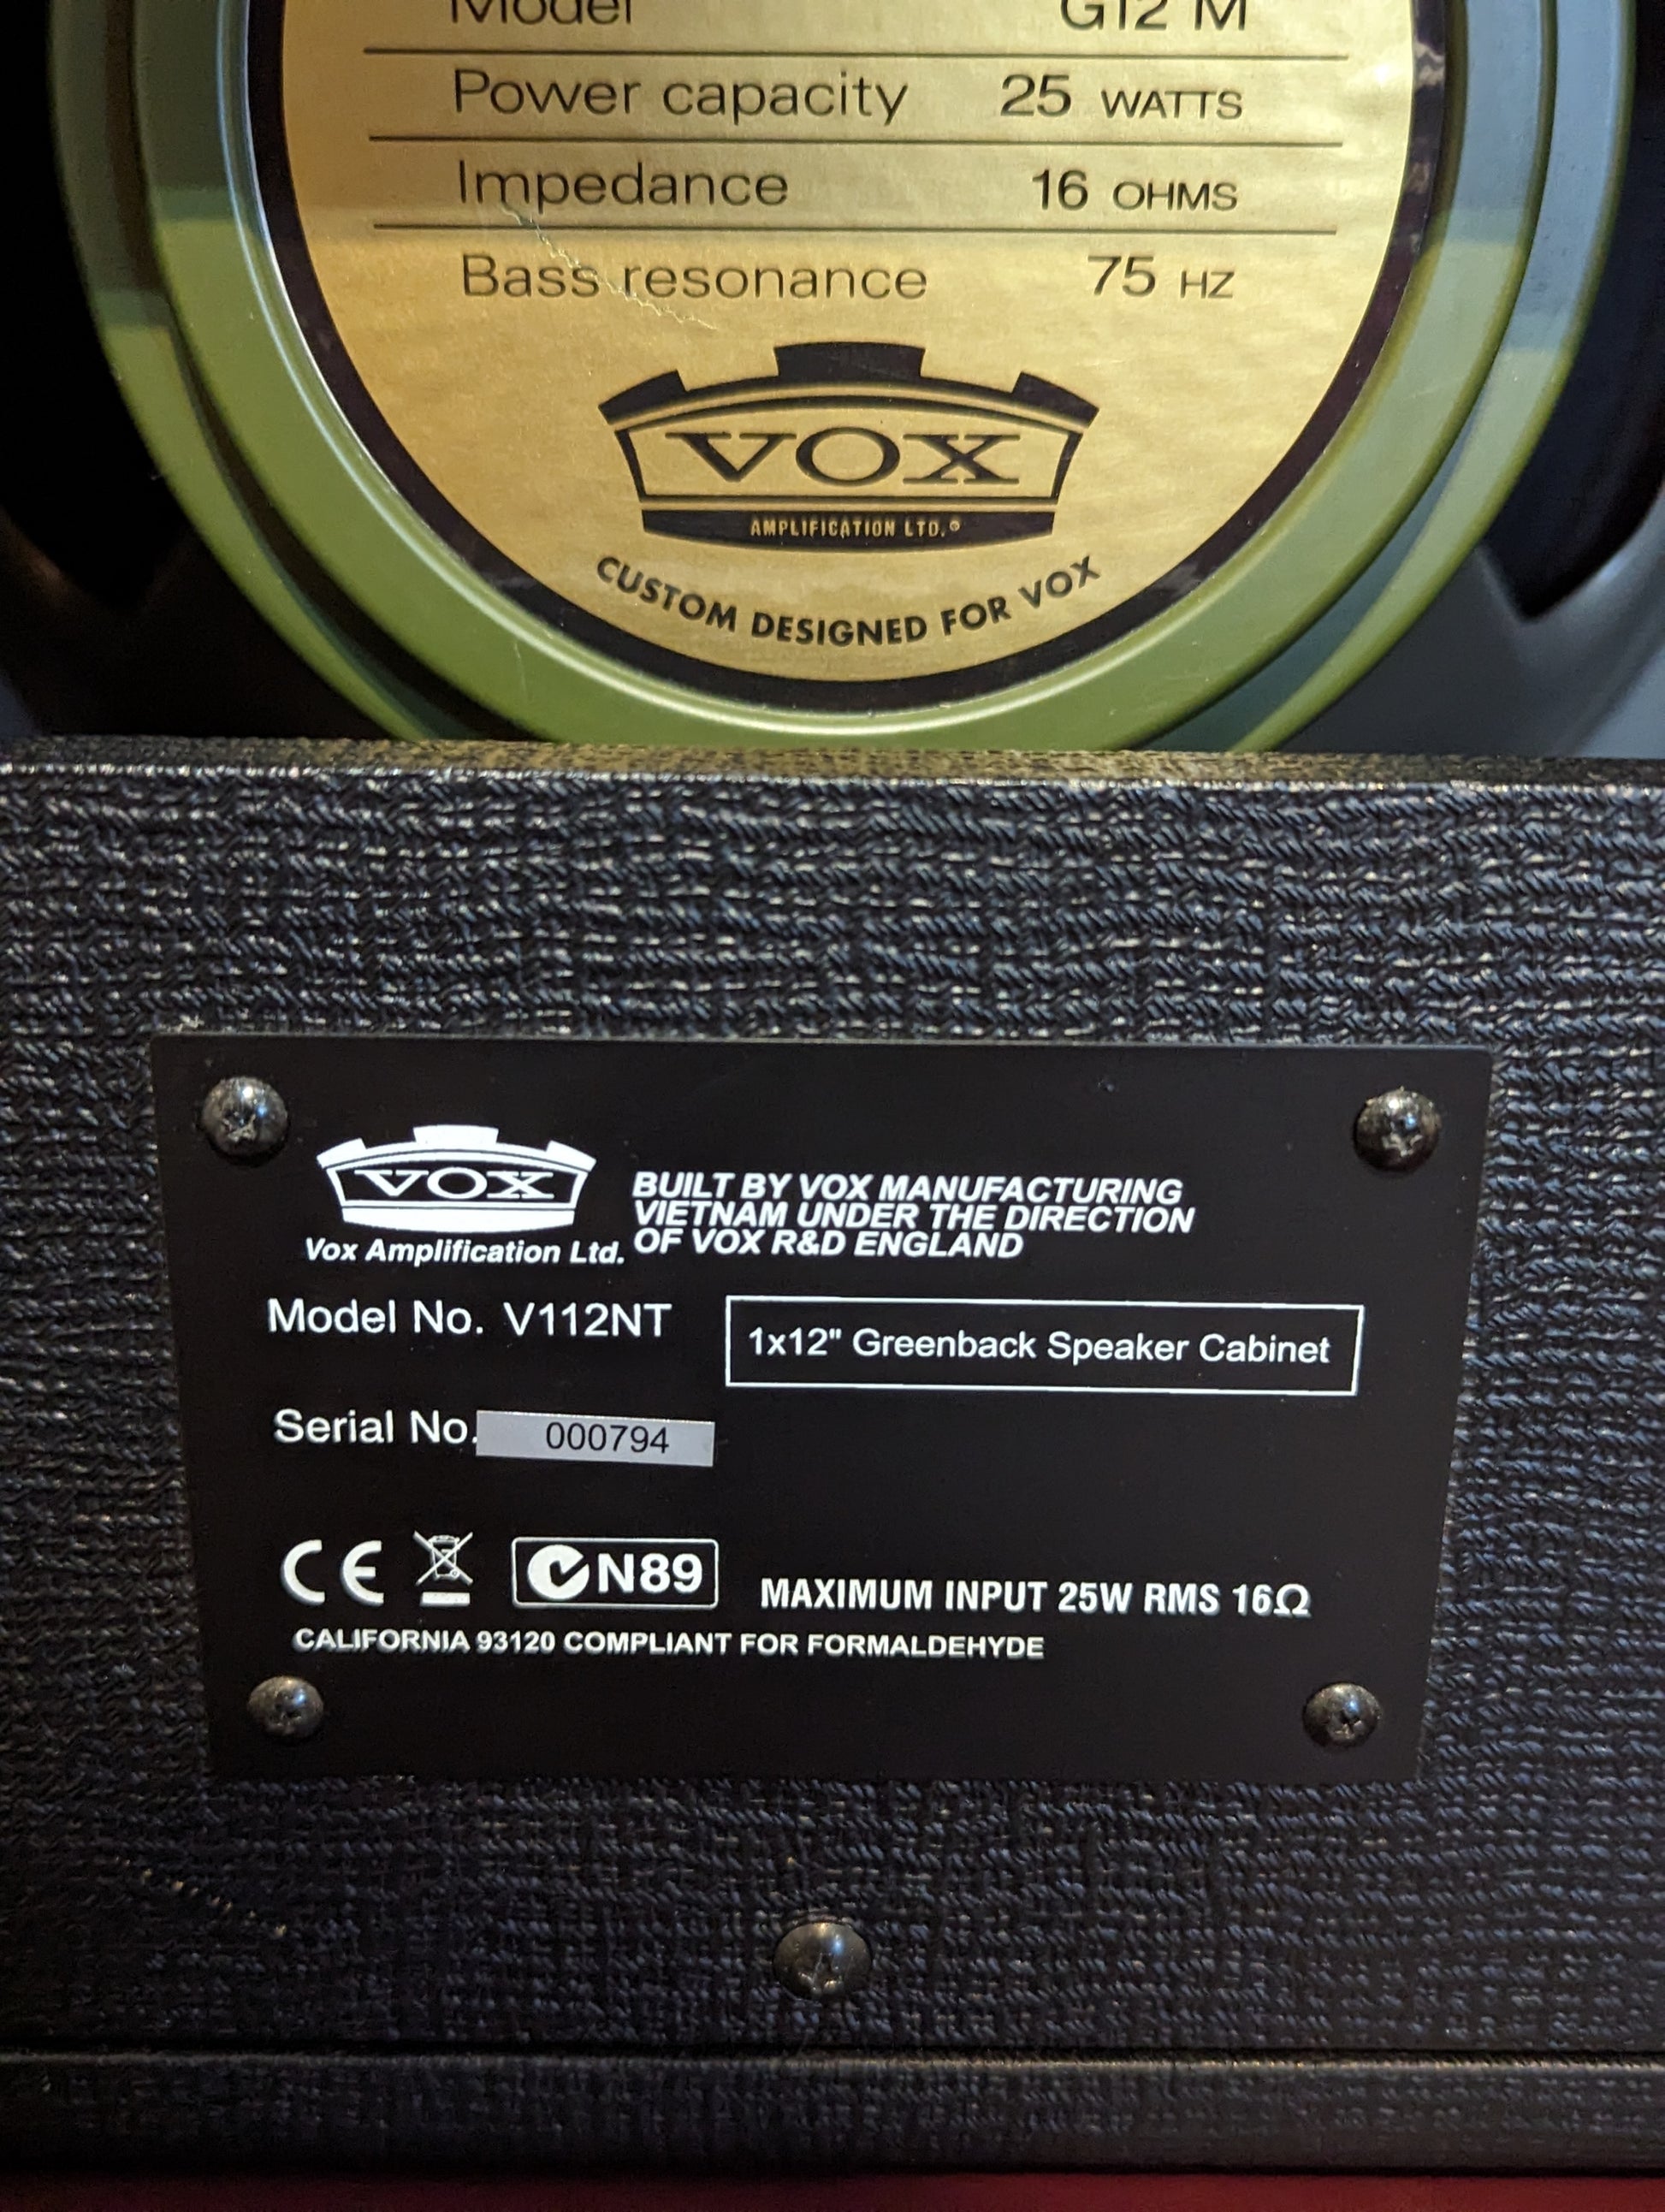 Model G12 M
Power capacity 25 WATTS
Impedance 16 OHMS
Bass resonance 75 HZ
VOX
AMPLIFICATION LTD.®
CUSTOM DESIGNED FOR VOX
VOX
Vox Amplification Ltd.
BUILT BY VOX MANUFACTURING
VIETNAM UNDER THE DIRECTION
OF VOX R&D ENGLAND
Model No. V112NT
1x12" Greenback Speaker Cabinet
Serial No. 000794
CE
N89
MAXIMUM INPUT 25W RMS 16Ω
CALIFORNIA 93120 COMPLIANT FOR FORMALDEHYDE